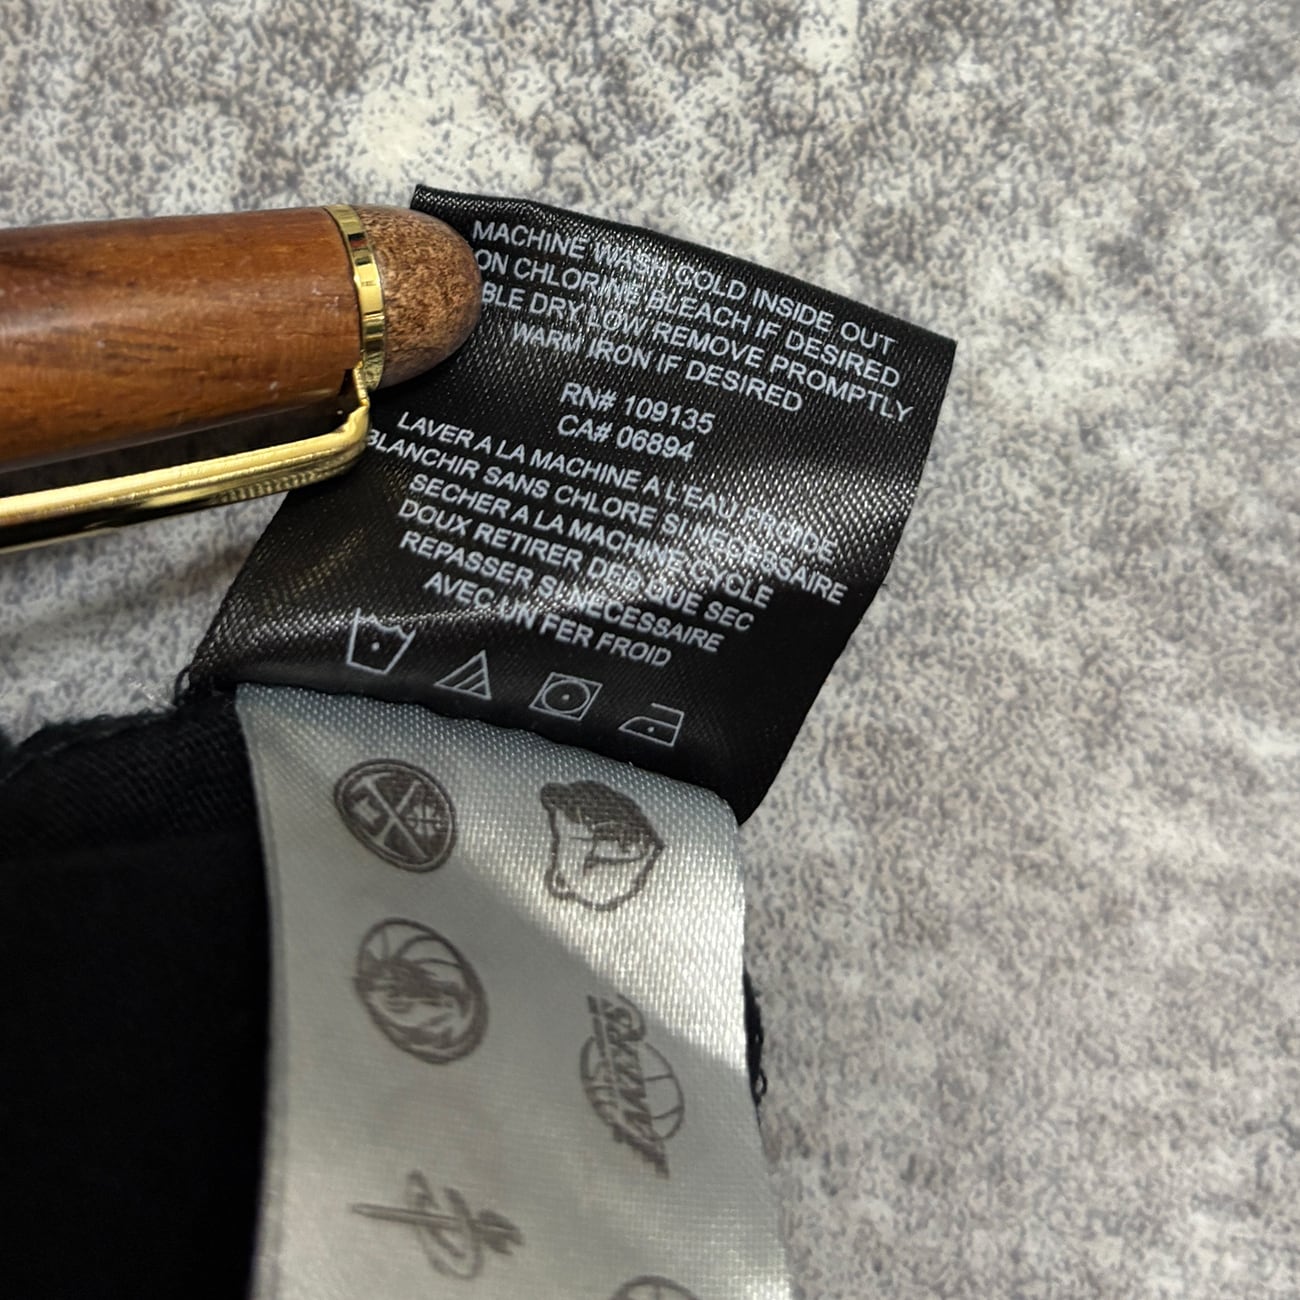 MACHINE WASH COLD INSIDE OUT
ON CHLORINE BLEACH IF DESIRED
BLE DRY LOW REMOVE PROMPTLY
WARM IRON IF DESIRED
RN# 109135
CA# 06894
LAVER A LA MACHINE A L'EAU FROIDE
BLANCHIR SANS CHLORE SI NECESSAIRE
SECHER A LA MACHINE CYCLE
DOUX RETIRER DES QUE SEC
REPASSER SI NECESSAIRE
AVEC UN FER FROID